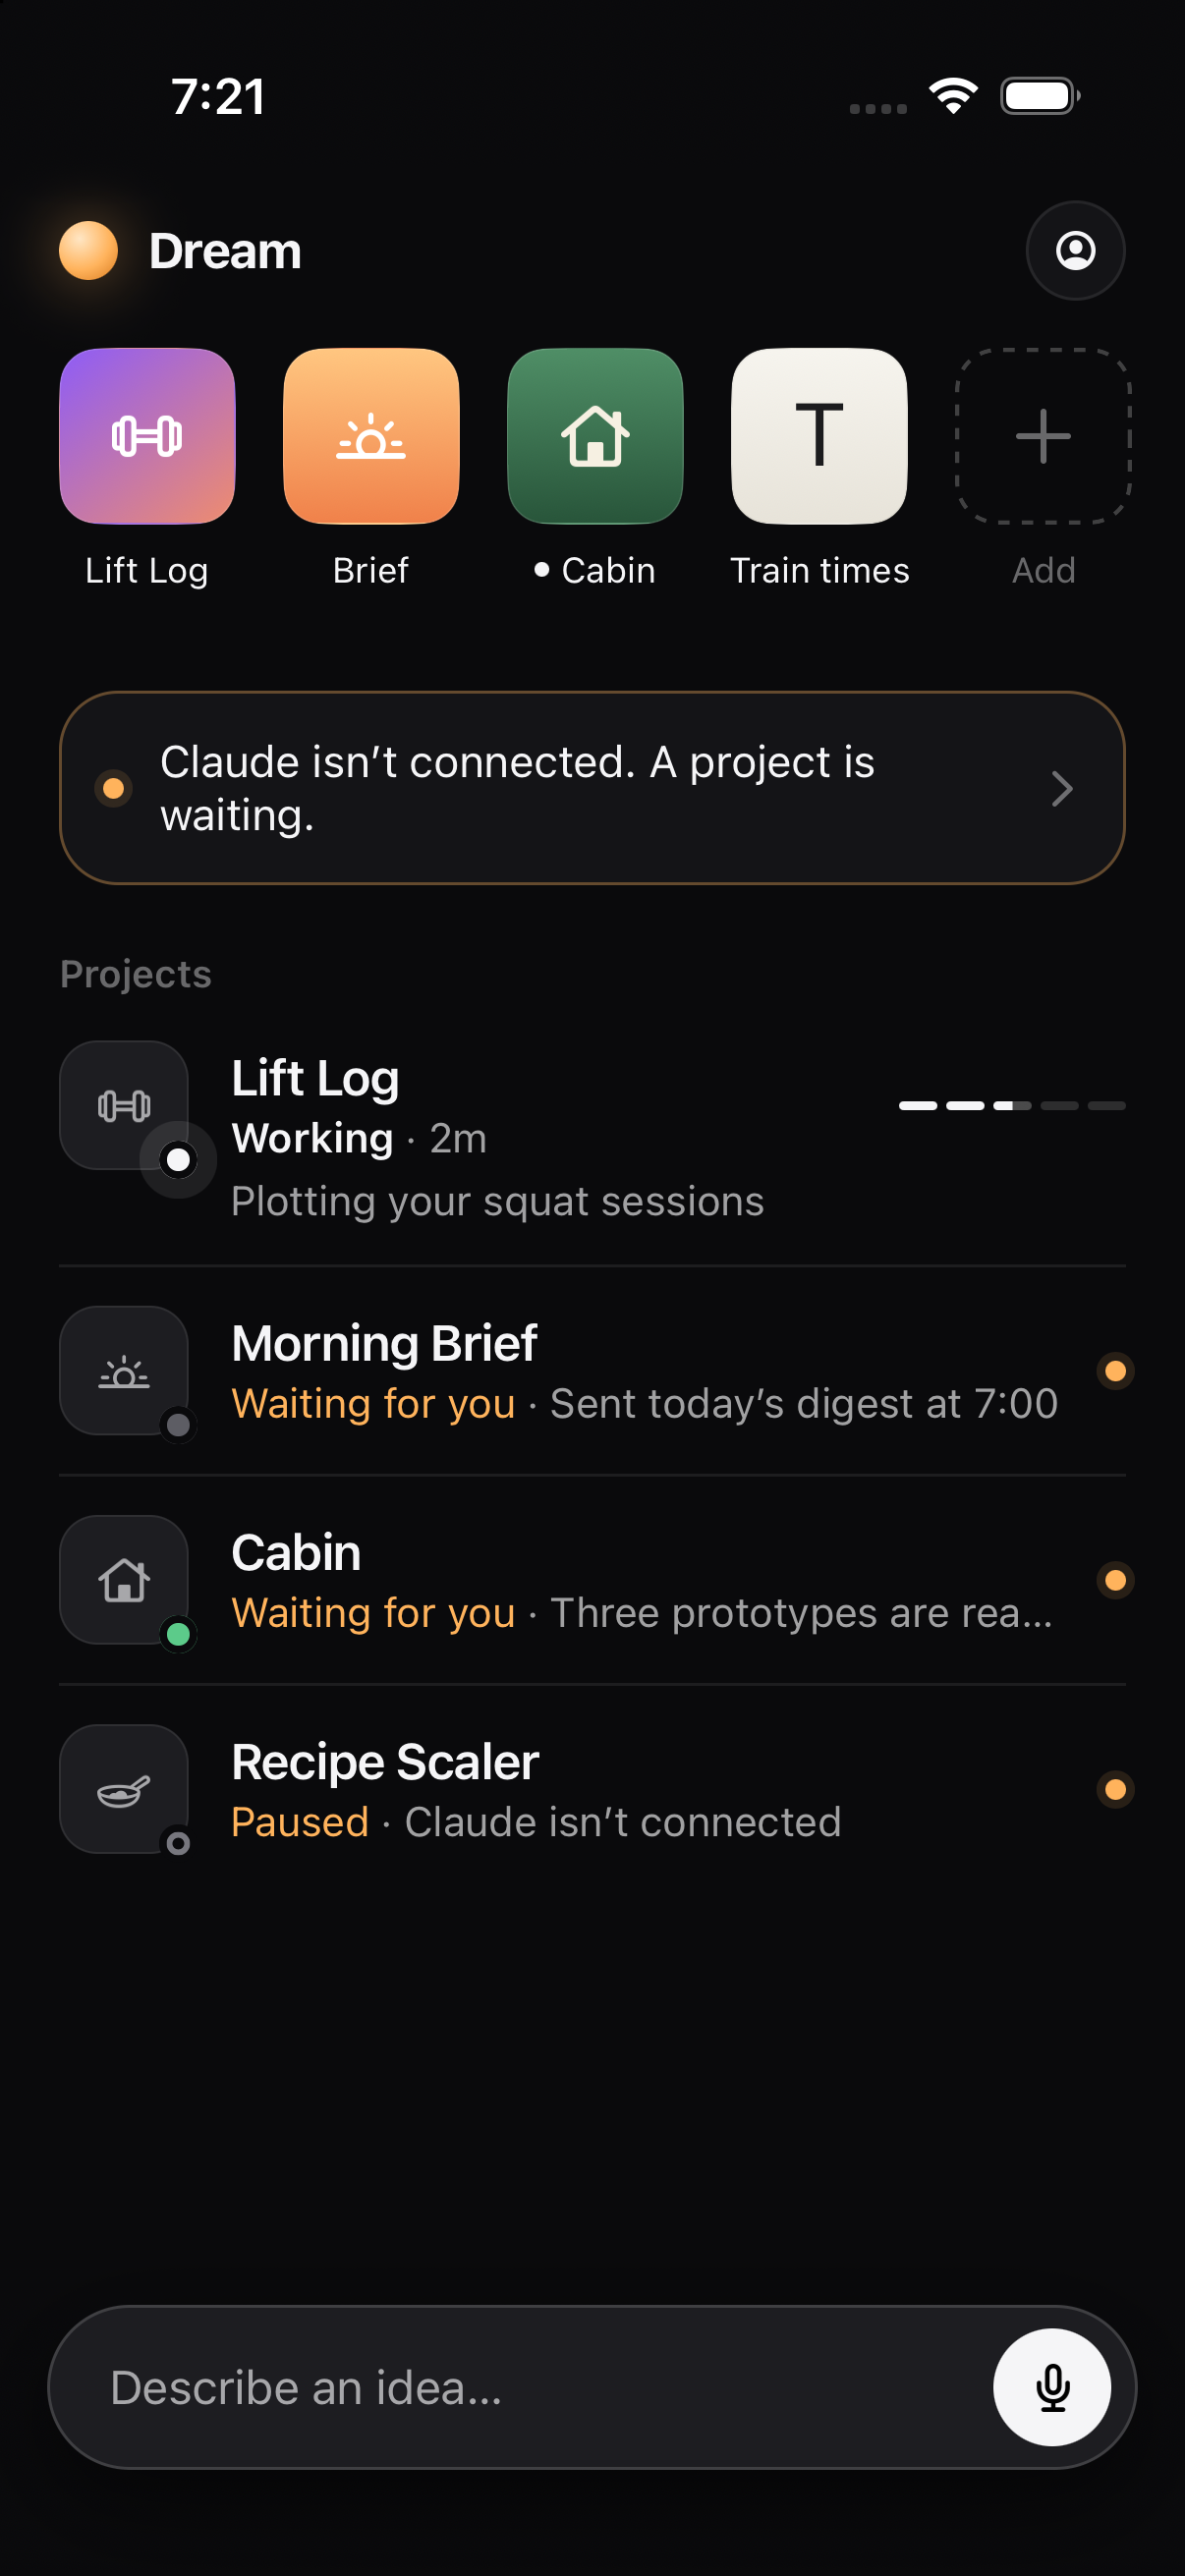 7:21
Dream
Lift Log
Brief
Cabin
T
Train times
Add
Claude isn’t connected. A project is
waiting.
Projects
Lift Log
Working · 2m
Plotting your squat sessions
Morning Brief
Waiting for you · Sent today’s digest at 7:00
Cabin
Waiting for you · Three prototypes are rea...
Recipe Scaler
Paused · Claude isn’t connected
Describe an idea...